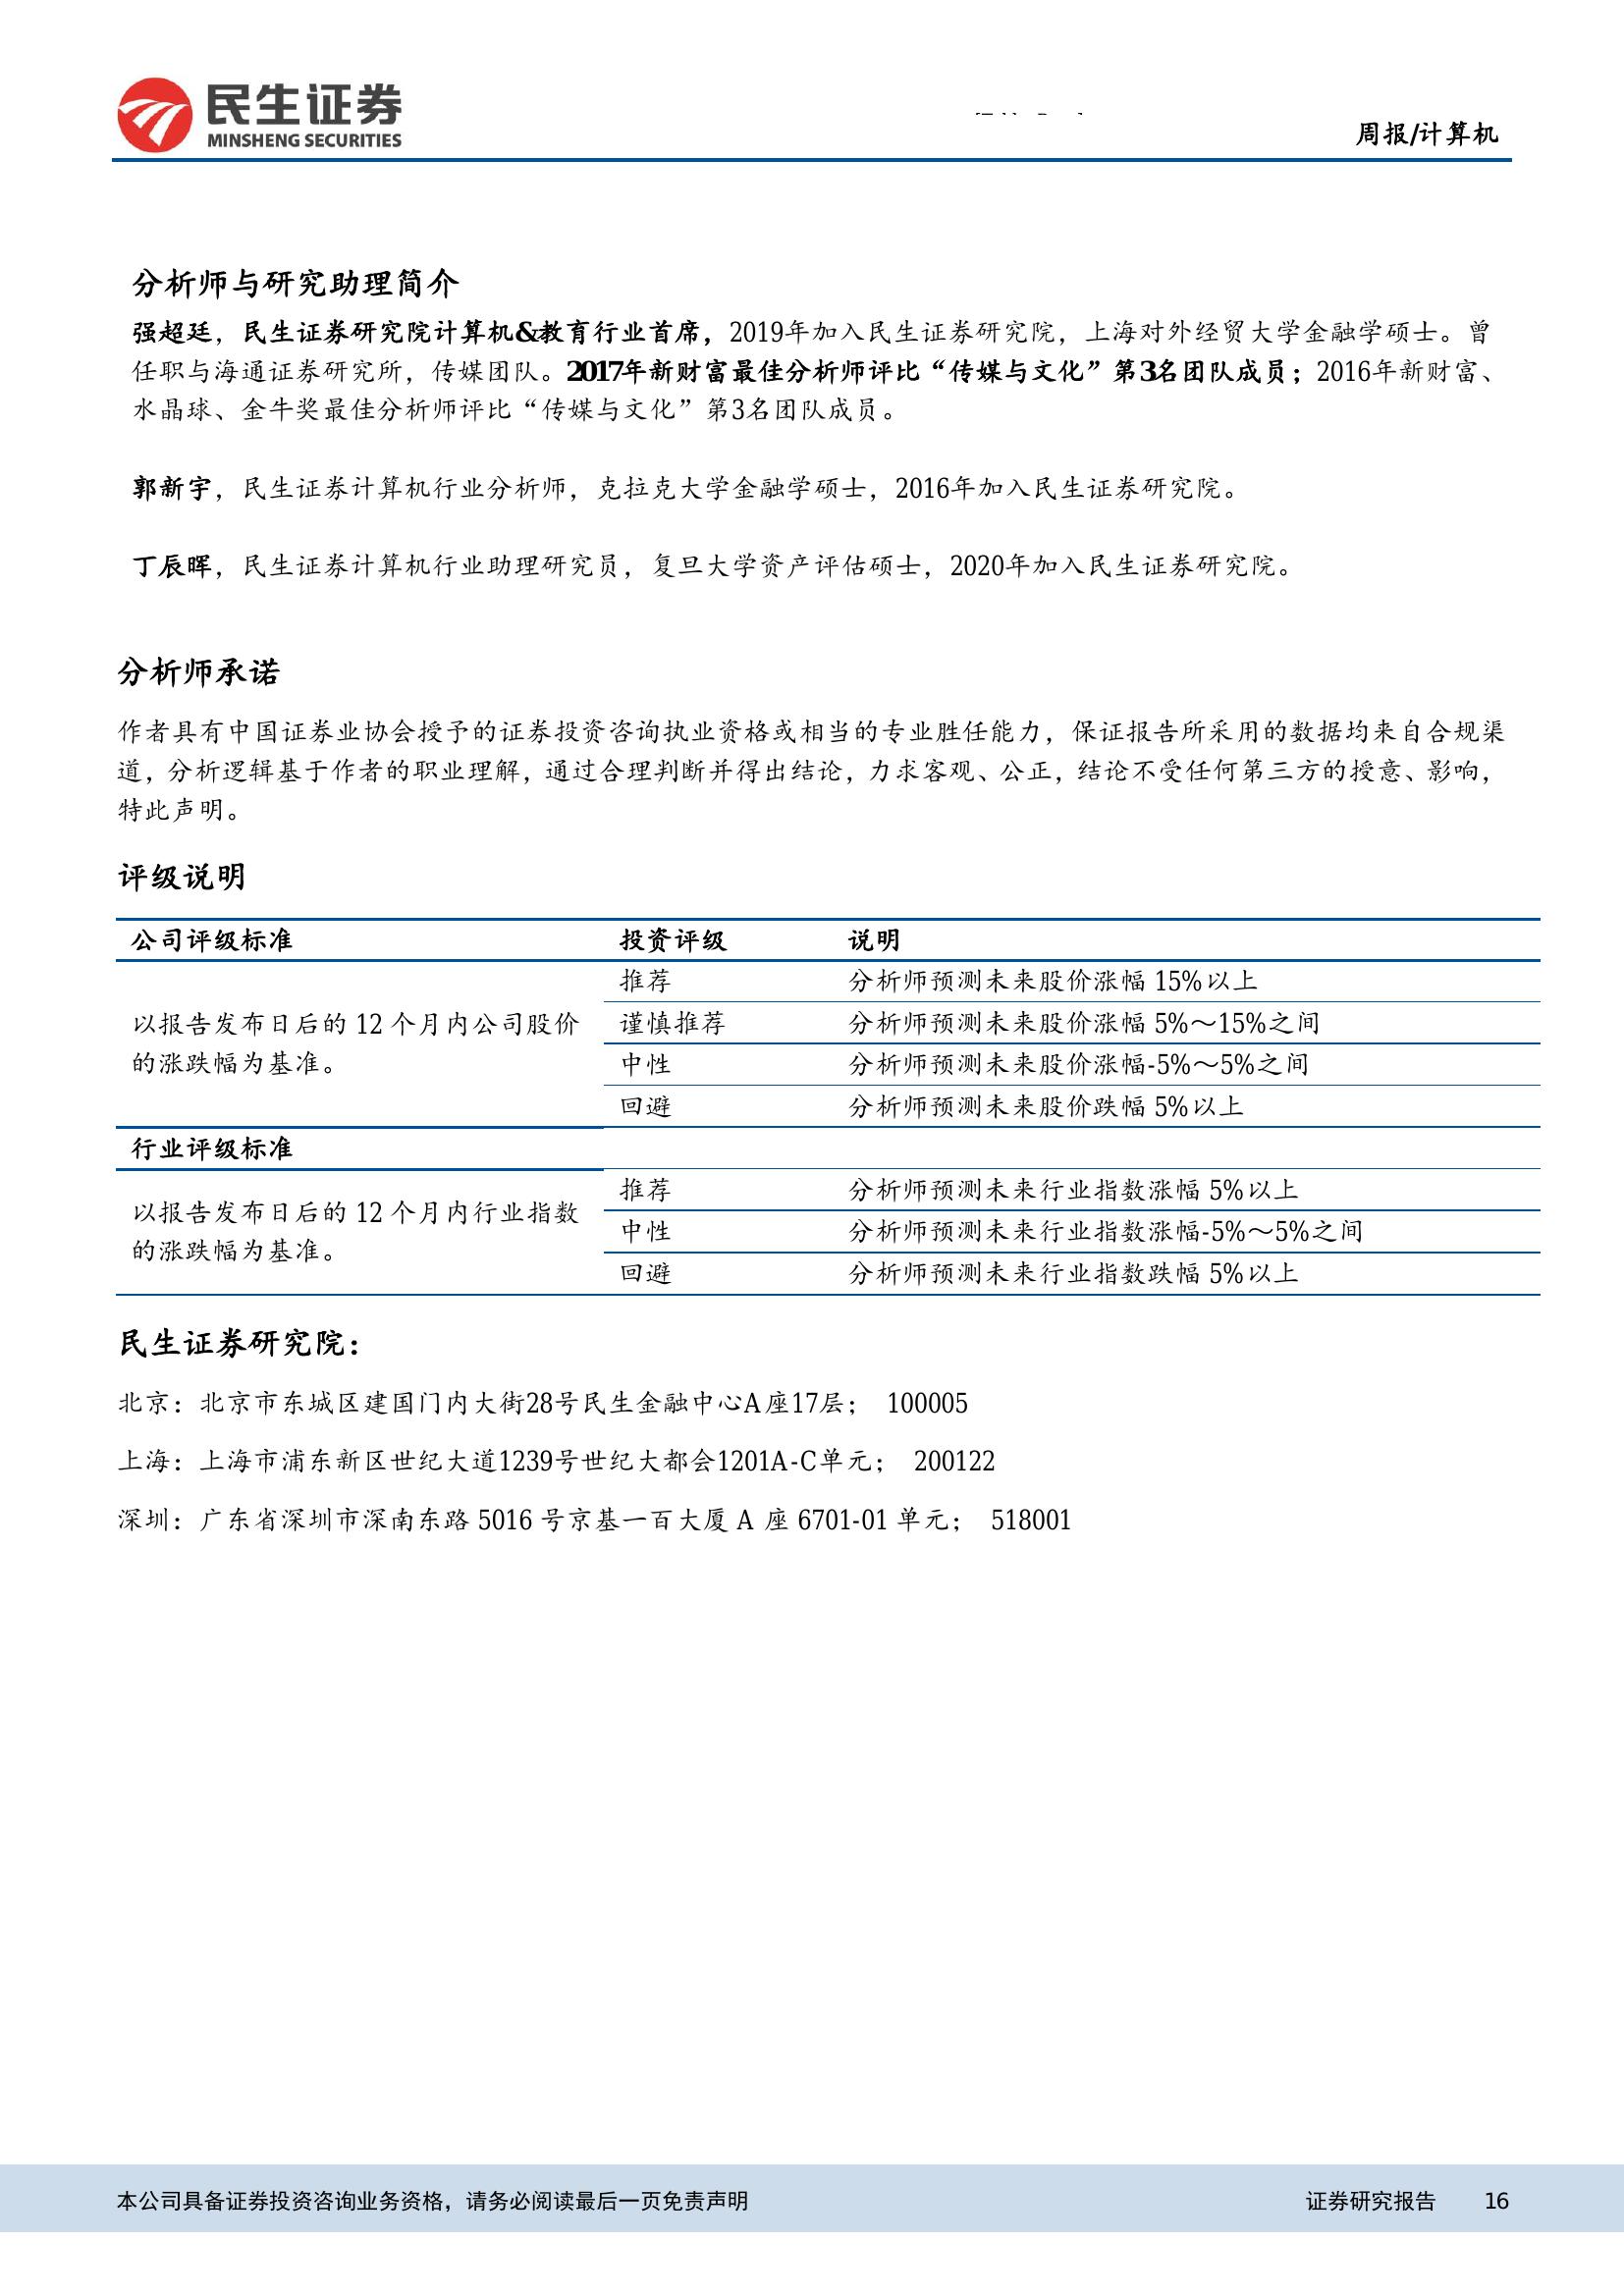 民生证券
MINSHENG SECURITIES
周报/计算机
分析师与研究助理简介
强超廷，民生证券研究院计算机&教育行业首席，2019年加入民生证券研究院，上海对外经贸大学金融学硕士。曾
任职与海通证券研究所，传媒团队。2017年新财富最佳分析师评比“传媒与文化”第3名团队成员；2016年新财富、
水晶球、金牛奖最佳分析师评比“传媒与文化”第3名团队成员。
郭新宇，民生证券计算机行业分析师，克拉克大学金融学硕士，2016年加入民生证券研究院。
丁辰晖，民生证券计算机行业助理研究员，复旦大学资产评估硕士，2020年加入民生证券研究院。
分析师承诺
作者具有中国证券业协会授予的证券投资咨询执业资格或相当的专业胜任能力，保证报告所采用的数据均来自合规渠
道，分析逻辑基于作者的职业理解，通过合理判断并得出结论，力求客观、公正，结论不受任何第三方的授意、影响，
特此声明。
评级说明
公司评级标准 投资评级 说明
以报告发布日后的 12 个月内公司股价
的涨跌幅为基准。
推荐 分析师预测未来股价涨幅 15%以上
谨慎推荐 分析师预测未来股价涨幅 5%～15%之间
中性 分析师预测未来股价涨幅-5%～5%之间
回避 分析师预测未来股价跌幅 5%以上
行业评级标准
以报告发布日后的 12 个月内行业指数
的涨跌幅为基准。
推荐 分析师预测未来行业指数涨幅 5%以上
中性 分析师预测未来行业指数涨幅-5%～5%之间
回避 分析师预测未来行业指数跌幅 5%以上
民生证券研究院：
北京：北京市东城区建国门内大街28号民生金融中心A座17层； 100005
上海：上海市浦东新区世纪大道1239号世纪大都会1201A-C单元； 200122
深圳：广东省深圳市深南东路 5016 号京基一百大厦 A 座 6701-01 单元； 518001
本公司具备证券投资咨询业务资格，请务必阅读最后一页免责声明 证券研究报告 16